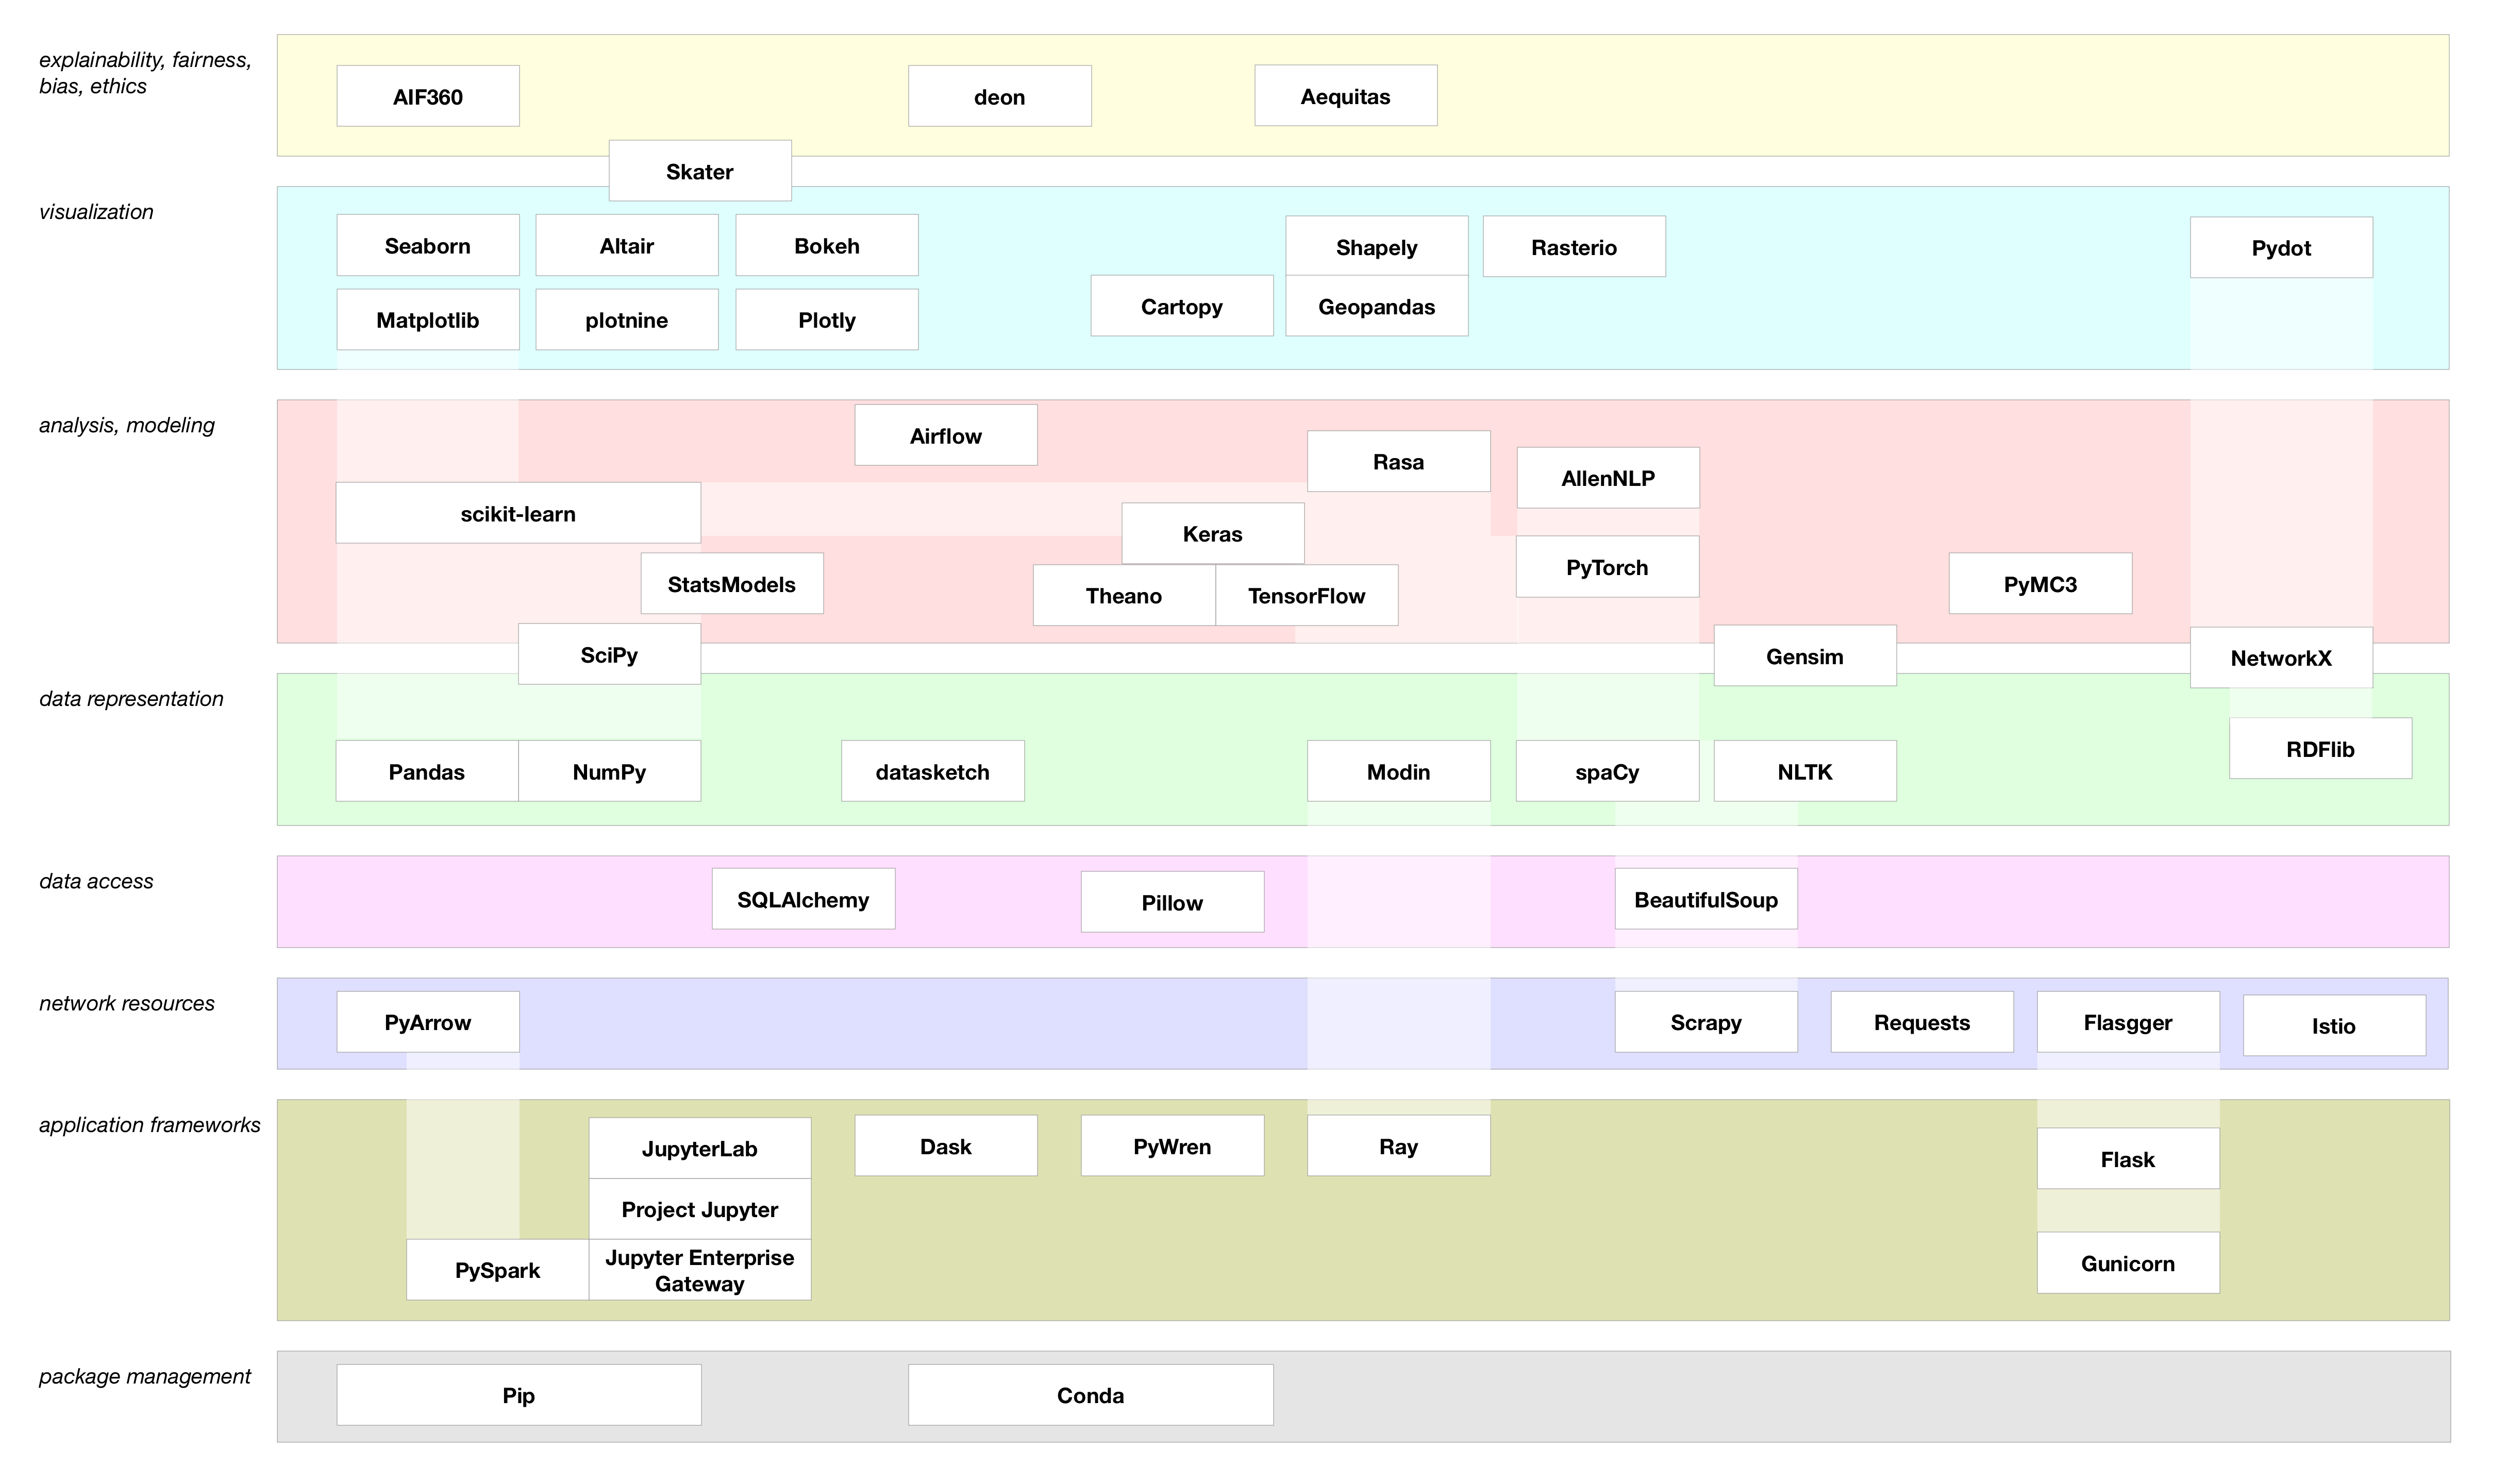 explainability, fairness,
bias, ethics
AIF360
deon
Aequitas
Skater
visualization
Seaborn
Altair
Bokeh
Shapely
Rasterio
Pydot
Matplotlib
plotnine
Plotly
Cartopy
Geopandas
analysis, modeling
Airflow
Rasa
AllenNLP
scikit-learn
Keras
PyTorch
StatsModels
Theano
TensorFlow
PyMC3
SciPy
Gensim
NetworkX
data representation
RDFlib
Pandas
NumPy
datasketch
Modin
spaCy
NLTK
data access
SQLAlchemy
Pillow
BeautifulSoup
network resources
PyArrow
Scrapy
Requests
Flasgger
Istio
application frameworks
JupyterLab
Dask
PyWren
Ray
Flask
Project Jupyter
PySpark
Jupyter Enterprise
Gateway
Gunicorn
package management
Pip
Conda